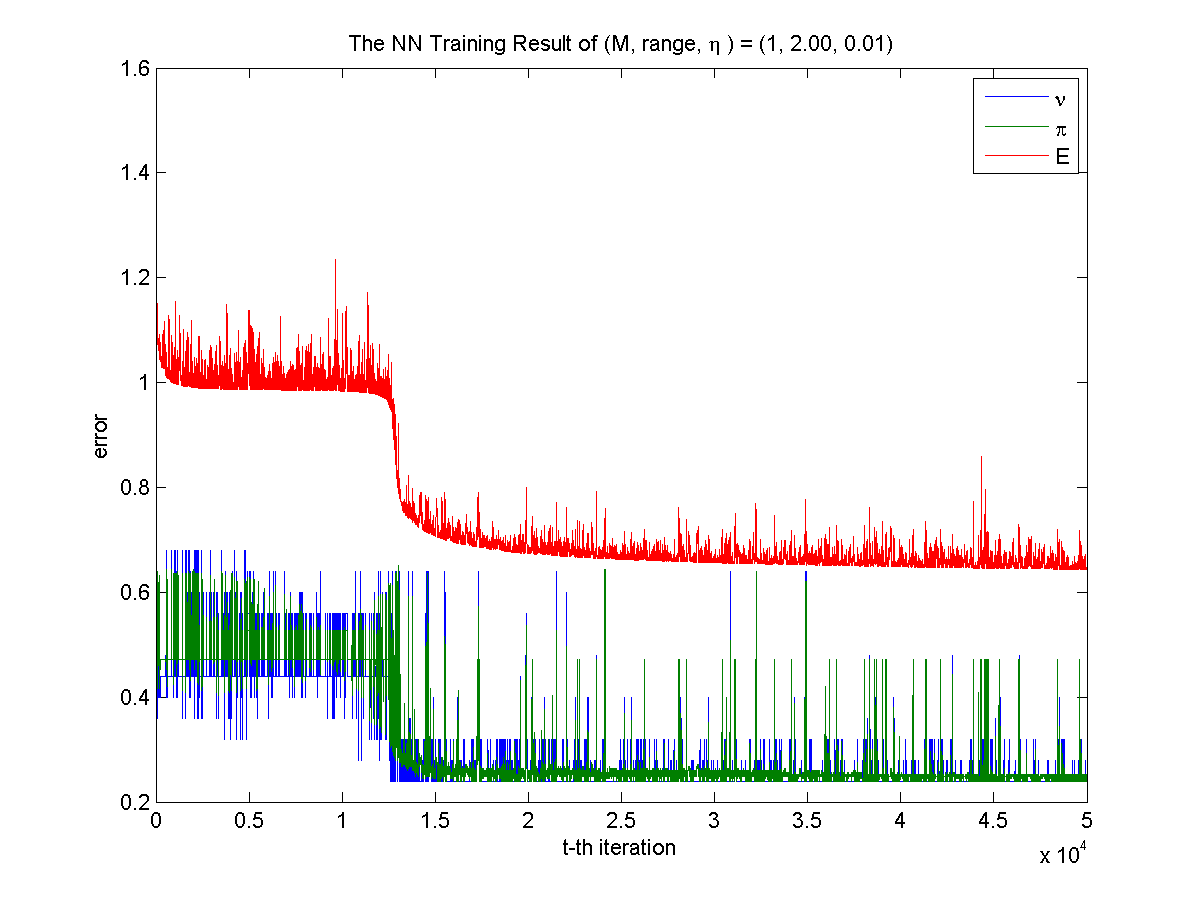 The NN Training Result of (M, range, η ) = (1, 2.00, 0.01)
1.6
1.4
1.2
1
0.8
0.6
0.4
0.2
error
ν
π
E
0 0.5 1 1.5 2 2.5 3 3.5 4 4.5 5
t-th iteration
x 10^4